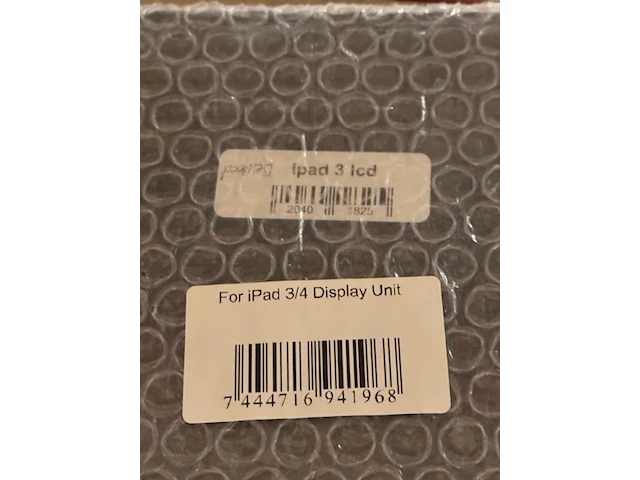 ipad 3 lcd
2040 1825
For iPad 3/4 Display Unit
7 444716 941968